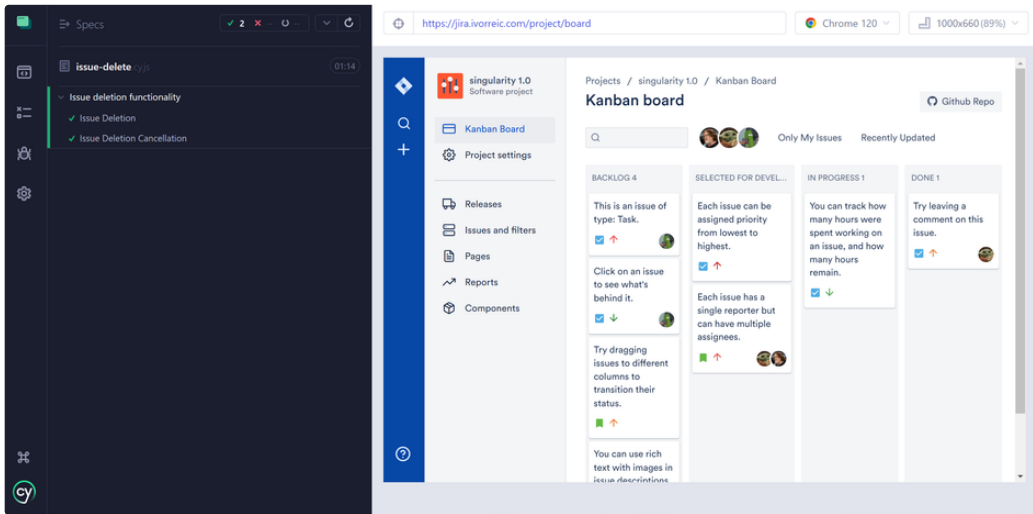 Specs
2
--
--
issue-delete.cy.js
01:14
Issue deletion functionality
Issue Deletion
Issue Deletion Cancellation
cy
https://jira.ivorreic.com/project/board
Chrome 120
1000x660 (89%)
singularity 1.0
Software project
Kanban Board
Project settings
Releases
Issues and filters
Pages
Reports
Components
Projects / singularity 1.0 / Kanban Board
Kanban board
Github Repo
Only My Issues
Recently Updated
BACKLOG 4
This is an issue of
type: Task.
Click on an issue
to see what's
behind it.
Try dragging
issues to different
columns to
transition their
status.
You can use rich
text with images in
issue descriptions
SELECTED FOR DEVEL...
Each issue can be
assigned priority
from lowest to
highest.
Each issue has a
single reporter but
can have multiple
assignees.
IN PROGRESS 1
You can track how
many hours were
spent working on
an issue, and how
many hours
remain.
DONE 1
Try leaving a
comment on this
issue.